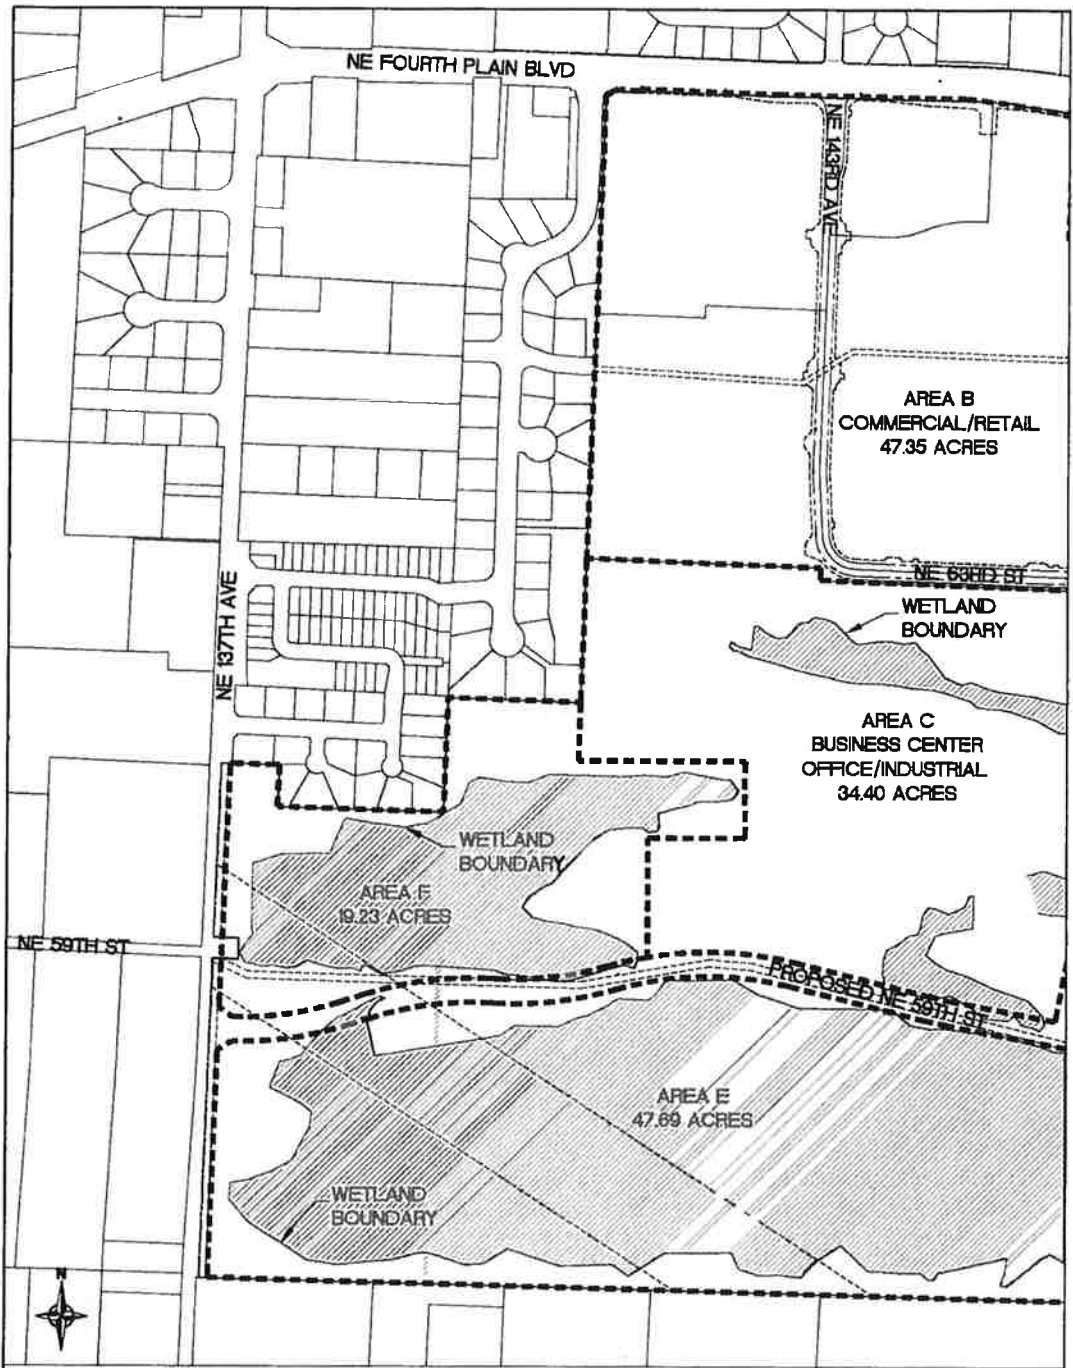 NE FOURTH PLAIN BLVD
NE 143RD AVE
AREA B
COMMERCIAL/RETAIL
47.35 ACRES
NE 63RD ST
NE 137TH AVE
WETLAND
BOUNDARY
AREA C
BUSINESS CENTER
OFFICE/INDUSTRIAL
34.40 ACRES
WETLAND
BOUNDARY
AREA F
19.23 ACRES
NE 59TH ST
PROPOSED NE 59TH ST
AREA E
47.69 ACRES
WETLAND
BOUNDARY
N